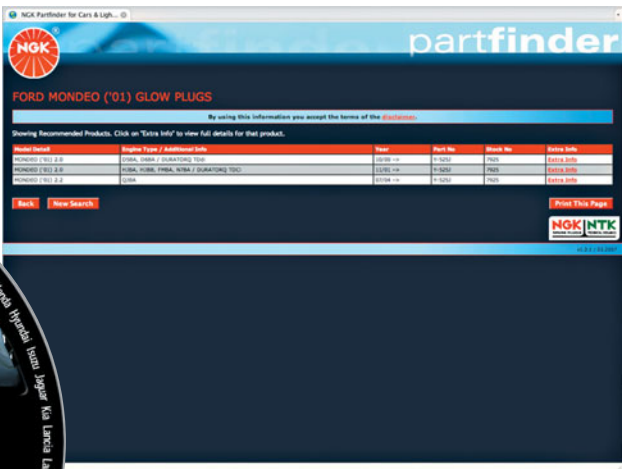 NGK Partfinder for Cars & Ligh...
NGK
partfinder
FORD MONDEO ('01) GLOW PLUGS
By using this information you accept the terms of the disclaimer.
Showing Recommended Products. Click on "Extra Info" to view full details for that product.
Model Detail Engine Type / Additional Info Year Part No Stock No Extra Info
MONDEO ('01) 2.0 D5BA, D6BA / DURATORQ TDdi 10/00 --> Y-525J 7925 Extra Info
MONDEO ('01) 2.0 HJBA, HJBB, FMBA, N7BA / DURATORQ TDCi 11/01 --> Y-525J 7925 Extra Info
MONDEO ('01) 2.2 QJBA 07/04 --> Y-525J 7925 Extra Info
Back New Search Print This Page
NGK NTK
Hyundai Isuzu Jaguar Kia Lancia La